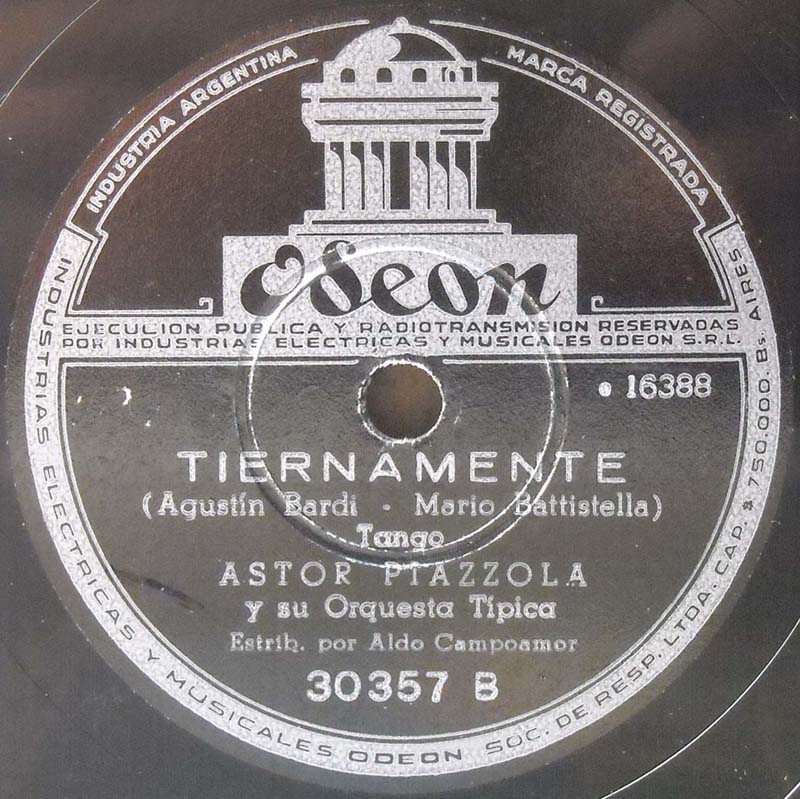 INDUSTRIA ARGENTINA
MARCA REGISTRADA
Odeon
EJECUCION PUBLICA Y RADIOTRANSMISION RESERVADAS
POR INDUSTRIAS ELECTRICAS Y MUSICALES ODEON S.R.L.
• 16388
TIERNAMENTE
(Agustín Bardi · Mario Battistella)
Tango
ASTOR PIAZZOLA
y su Orquesta Típica
Estrib. por Aldo Campoamor
30357 B
INDUSTRIAS ELECTRICAS Y MUSICALES ODEON SOC. DE RESP. LTDA. CAP. $ 750.000. Bs. AIRES